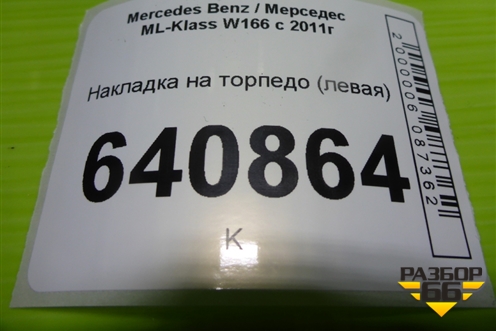 Mercedes Benz / Мерседес
ML-Klass W166 с 2011г
Накладка на торпедо (левая)
640864
К
2000006087362
РАЗБОР
66